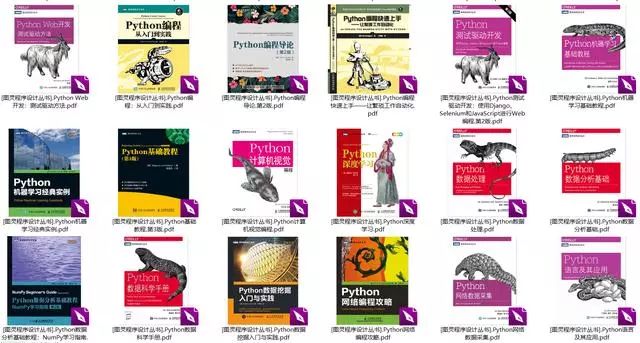 Python Web开发
测试驱动方法
Python编程
从入门到实践
Python编程导论
(第2版)
Python编程快速上手
——让繁琐工作自动化
Python
测试驱动开发
Python机器学习
基础教程
[图灵程序设计丛书].Python Web
开发：测试驱动方法.pdf
[图灵程序设计丛书].Python编
程：从入门到实践.pdf
[图灵程序设计丛书].Python编程
导论.第2版.pdf
[图灵程序设计丛书].Python编程
快速上手——让繁琐工作自动化.
pdf
[图灵程序设计丛书].Python测试
驱动开发：使用Django、
Selenium和JavaScript进行Web
编程.第2版.pdf
[图灵程序设计丛书].Python机器
学习基础教程.pdf
Python
机器学习经典实例
Python基础教程
(第3版)
O'REILLY
Python
计算机视觉
编程
Python
深度学习
Python
数据处理
Python
数据分析基础
[图灵程序设计丛书].Python机器
学习经典实例.pdf
[图灵程序设计丛书].Python基础
教程.第3版.pdf
[图灵程序设计丛书].Python计算
机视觉编程.pdf
[图灵程序设计丛书].Python深度
学习.pdf
[图灵程序设计丛书].Python数据
处理.pdf
[图灵程序设计丛书].Python数据
分析基础.pdf
NumPy Beginner's Guide
Python数据分析基础教程
NumPy学习指南
O'REILLY
Python
数据科学手册
Python数据挖掘
入门与实践
Python
网络编程攻略
O'REILLY
Python
网络数据采集
O'REILLY
Python
语言及其应用
[图灵程序设计丛书].Python数据
分析基础教程：NumPy学习指南.
[图灵程序设计丛书].Python数据
科学手册.pdf
[图灵程序设计丛书].Python数据
挖掘入门与实践.pdf
[图灵程序设计丛书].Python网络
编程攻略.pdf
[图灵程序设计丛书].Python网络
数据采集.pdf
[图灵程序设计丛书].Python语言
及其应用.pdf